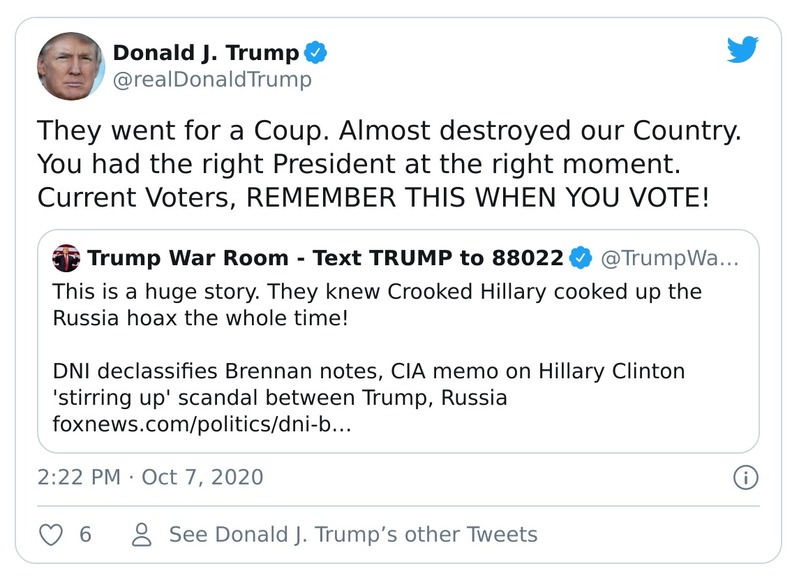 Donald J. Trump
@realDonaldTrump
They went for a Coup. Almost destroyed our Country.
You had the right President at the right moment.
Current Voters, REMEMBER THIS WHEN YOU VOTE!
Trump War Room - Text TRUMP to 88022 @TrumpWa...
This is a huge story. They knew Crooked Hillary cooked up the
Russia hoax the whole time!
DNI declassifies Brennan notes, CIA memo on Hillary Clinton
'stirring up' scandal between Trump, Russia
foxnews.com/politics/dni-b...
2:22 PM · Oct 7, 2020
6 See Donald J. Trump’s other Tweets